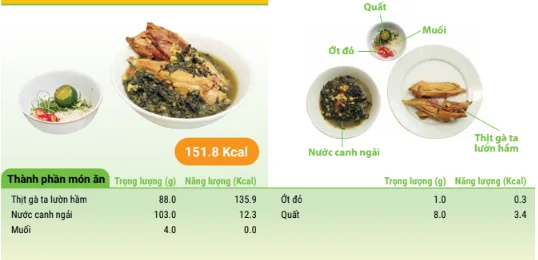 Quất
Muối
Ớt đỏ
Thịt gà ta
lườn hầm
Nước canh ngải
151.8 Kcal
Thành phần món ăn Trọng lượng (g) Năng lượng (Kcal) Trọng lượng (g) Năng lượng (Kcal)
Thịt gà ta lườn hầm 88.0 135.9 Ớt đỏ 1.0 0.3
Nước canh ngải 103.0 12.3 Quất 8.0 3.4
Muối 4.0 0.0